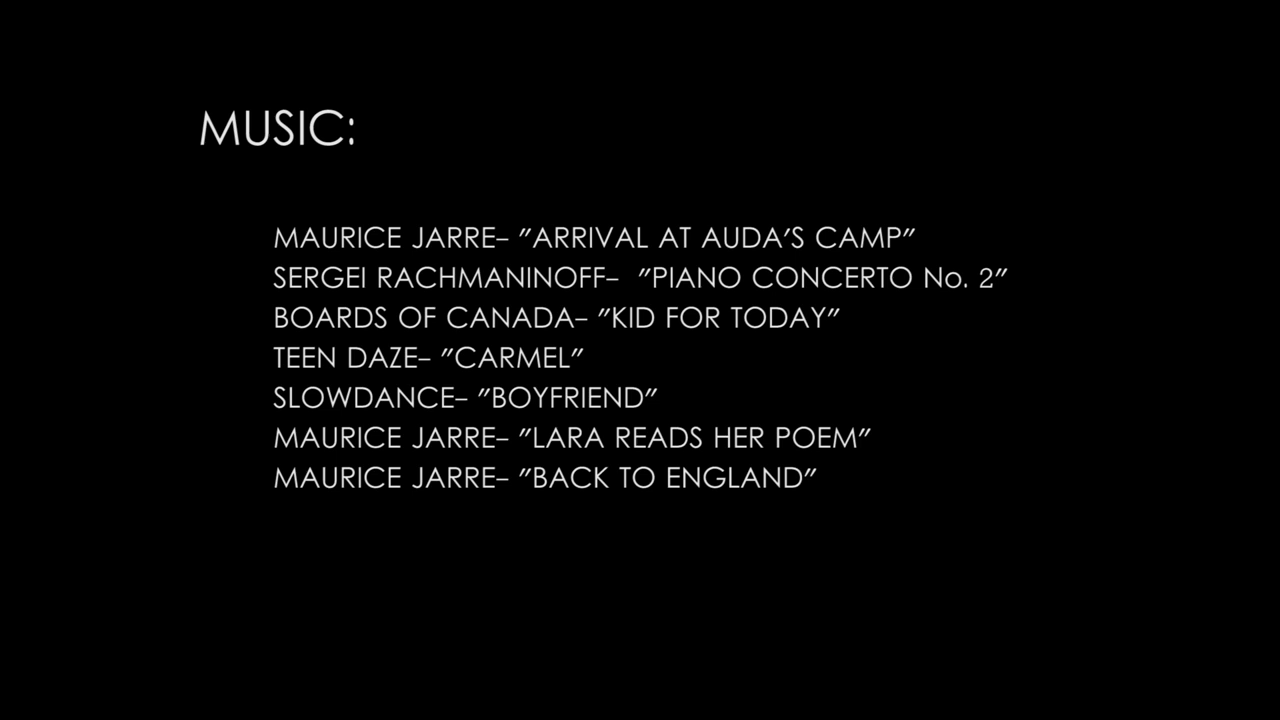 MUSIC:
MAURICE JARRE– "ARRIVAL AT AUDA'S CAMP"
SERGEI RACHMANINOFF–  "PIANO CONCERTO No. 2"
BOARDS OF CANADA– "KID FOR TODAY"
TEEN DAZE– "CARMEL"
SLOWDANCE– "BOYFRIEND"
MAURICE JARRE– "LARA READS HER POEM"
MAURICE JARRE– "BACK TO ENGLAND"